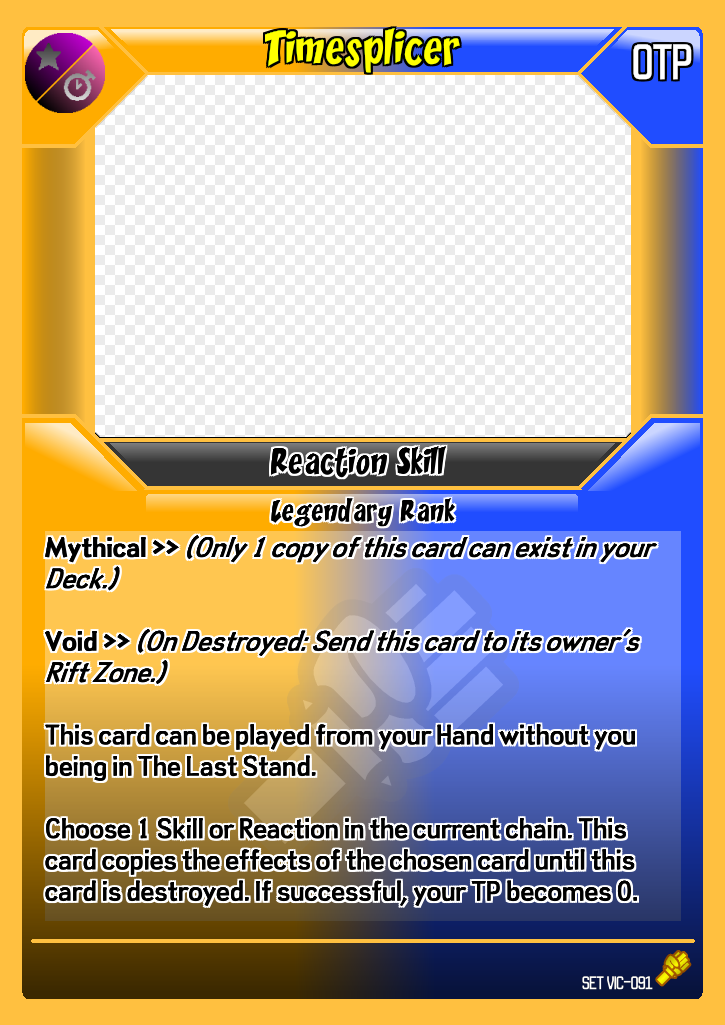 Timesplicer
0TP
Reaction Skill
Legendary Rank
Mythical >> (Only 1 copy of this card can exist in your
Deck.)
Void >> (On Destroyed: Send this card to its owner's
Rift Zone.)
This card can be played from your Hand without you
being in The Last Stand.
Choose 1 Skill or Reaction in the current chain. This
card copies the effects of the chosen card until this
card is destroyed. If successful, your TP becomes 0.
SET VIC-091